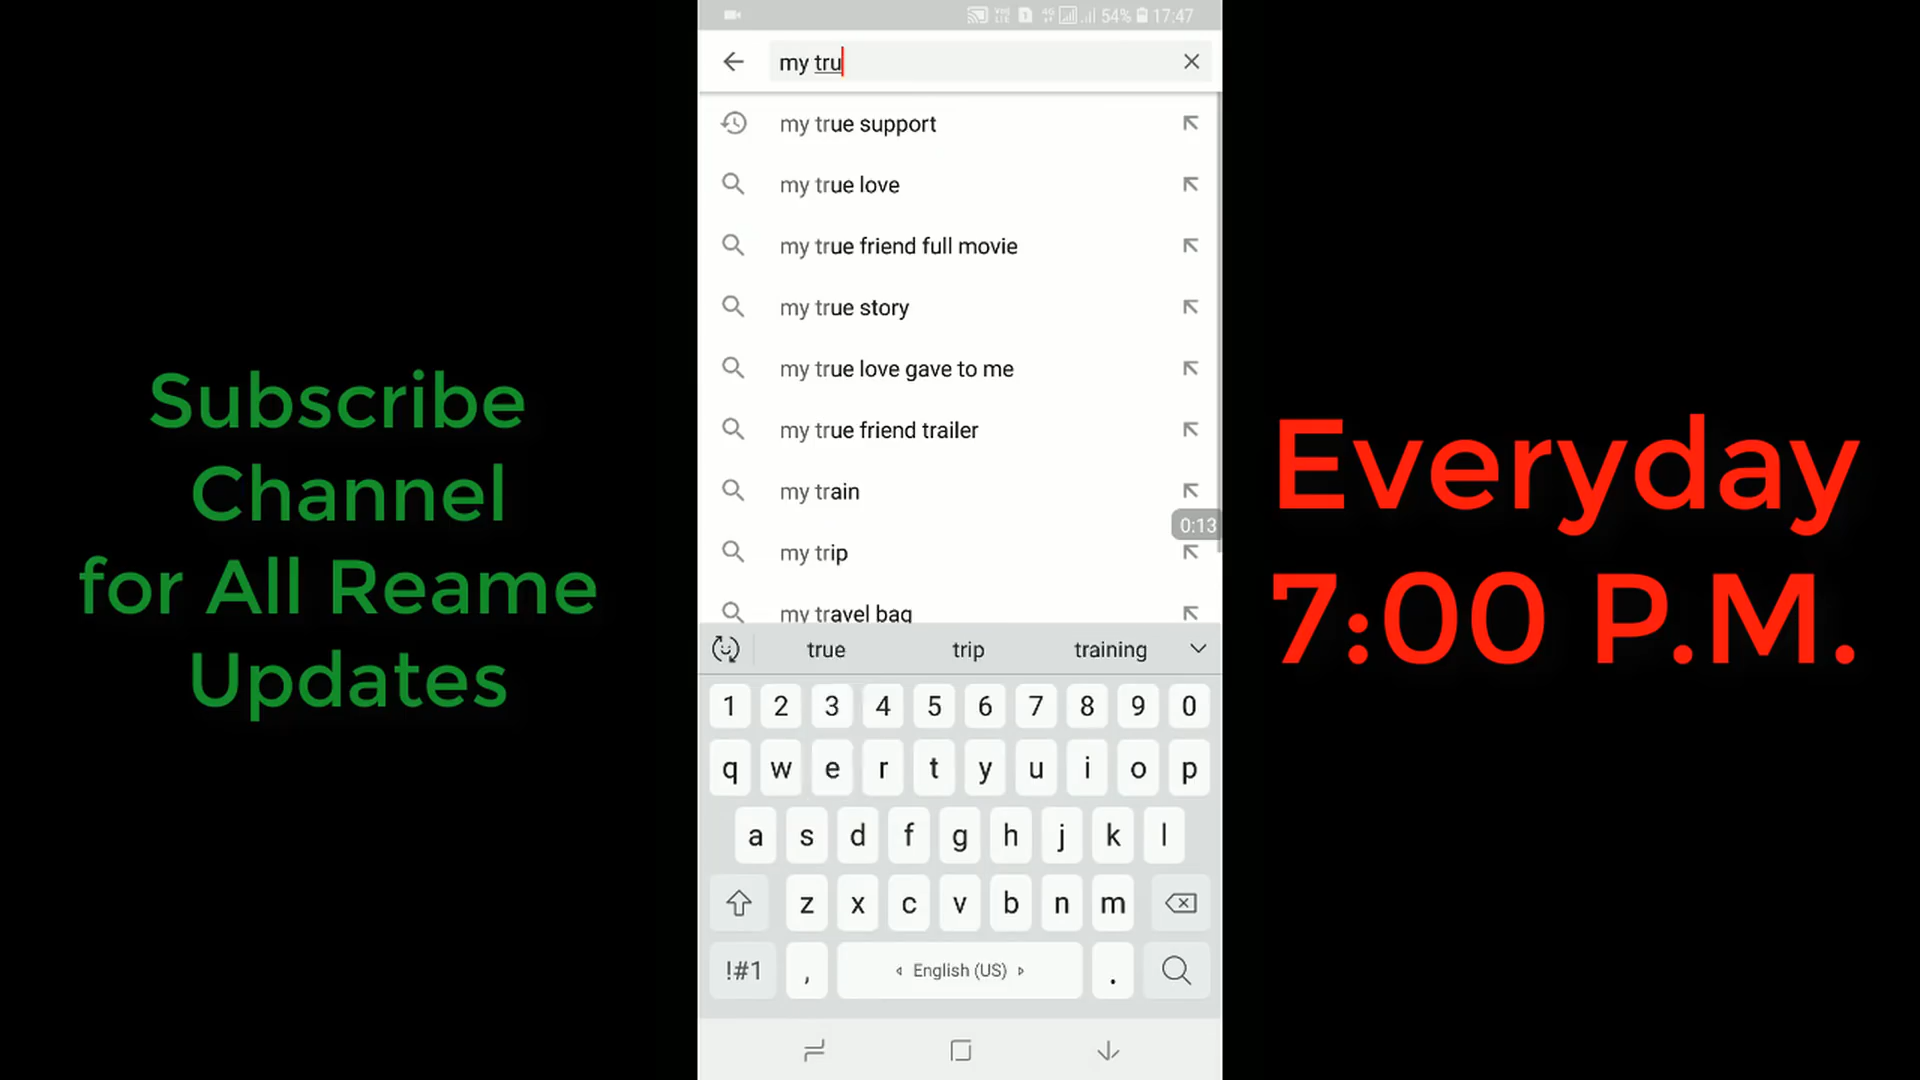 54% 17:47
my tru
my true support
my true love
my true friend full movie
my true story
my true love gave to me
my true friend trailer
my train
0:13
my trip
my travel bag
true trip training
1 2 3 4 5 6 7 8 9 0
q w e r t y u i o p
a s d f g h j k l
z x c v b n m
!#1 , English (US) .
Subscribe
Channel
for All Reame
Updates
Everyday
7:00 P.M.